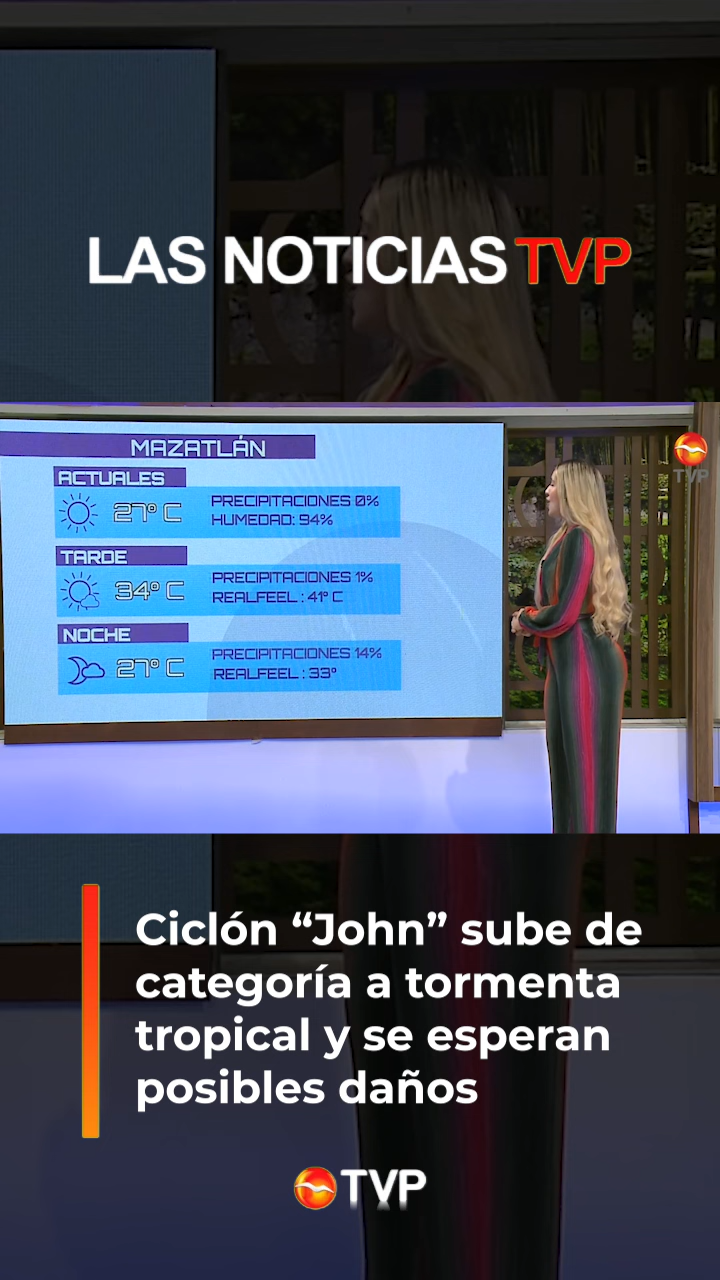 LAS NOTICIAS TVP
MAZATLÁN
ACTUALES
27° C
PRECIPITACIONES 0%
HUMEDAD: 94%
TARDE
34° C
PRECIPITACIONES 1%
REALFEEL : 41° C
NOCHE
27° C
PRECIPITACIONES 14%
REALFEEL : 33°
TVP
Ciclón “John” sube de
categoría a tormenta
tropical y se esperan
posibles daños
TVP